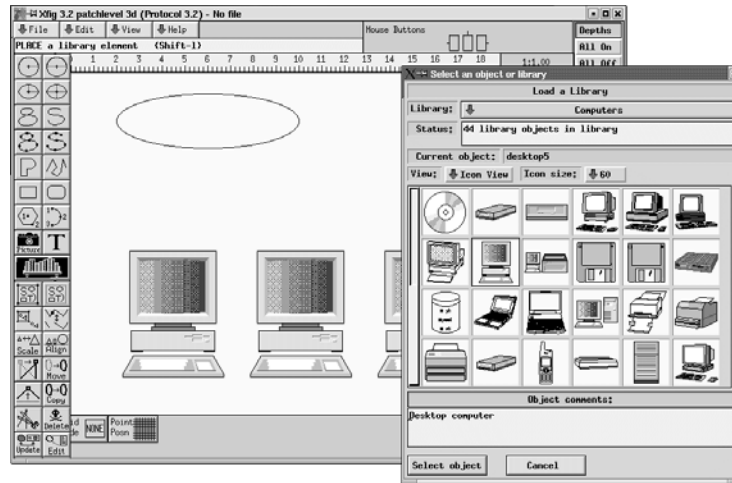 Xfig 3.2 patchlevel 3d (Protocol 3.2) - No file
File Edit View Help
Mouse Buttons
Depths
PLACE a library element (Shift-l)
All On
1 2 3 4 5 6 7 8 9 10 11 12 13 14 15 16 17 18
1:1.00
All Off
Select an object or library
Load a Library
Library: Computers
Status: 44 library objects in library
Current object: desktop5
View: Icon View Icon size: 60
Picture T
Scale Align
Move
Copy
Delete
Update Edit
NONE Point Posn
Object comments:
Desktop computer
Select object Cancel